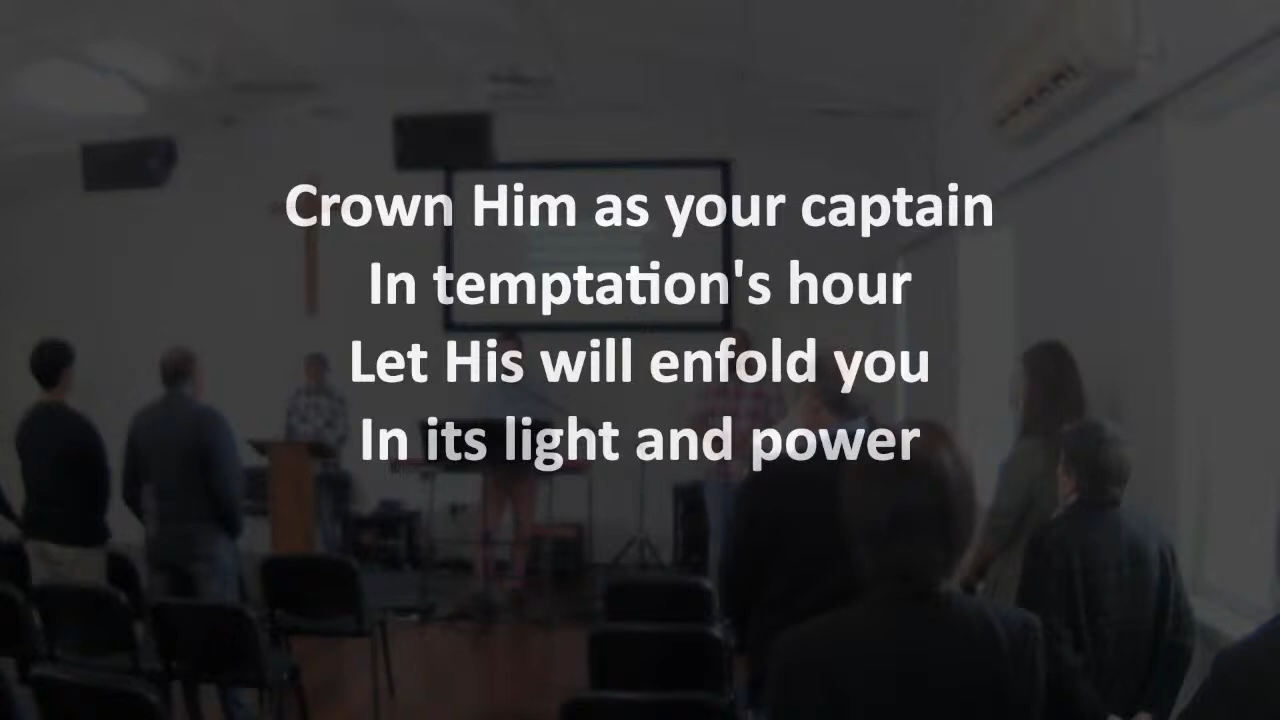 Crown Him as your captain
In temptation's hour
Let His will enfold you
In its light and power